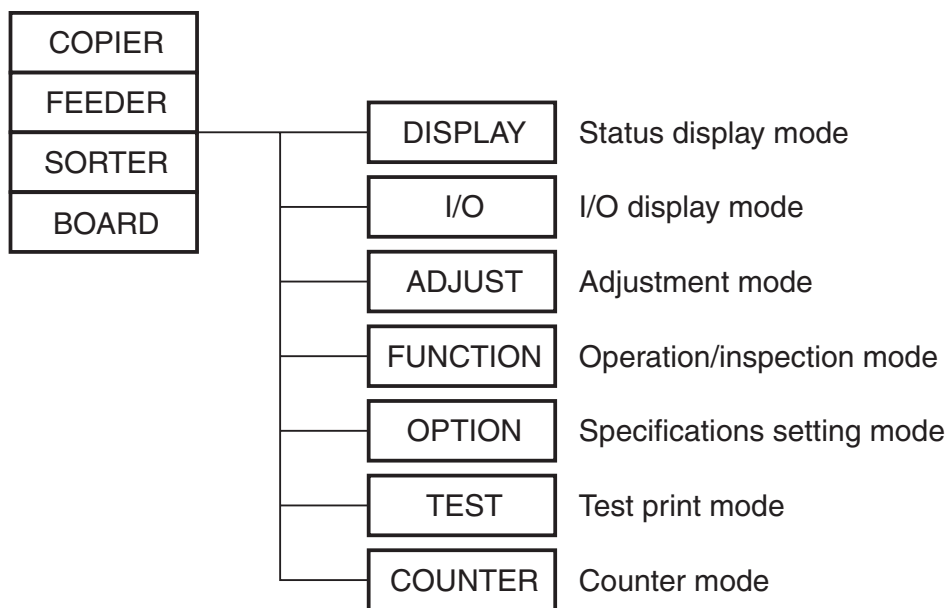 COPIER
FEEDER
SORTER
BOARD
DISPLAY Status display mode
I/O I/O display mode
ADJUST Adjustment mode
FUNCTION Operation/inspection mode
OPTION Specifications setting mode
TEST Test print mode
COUNTER Counter mode